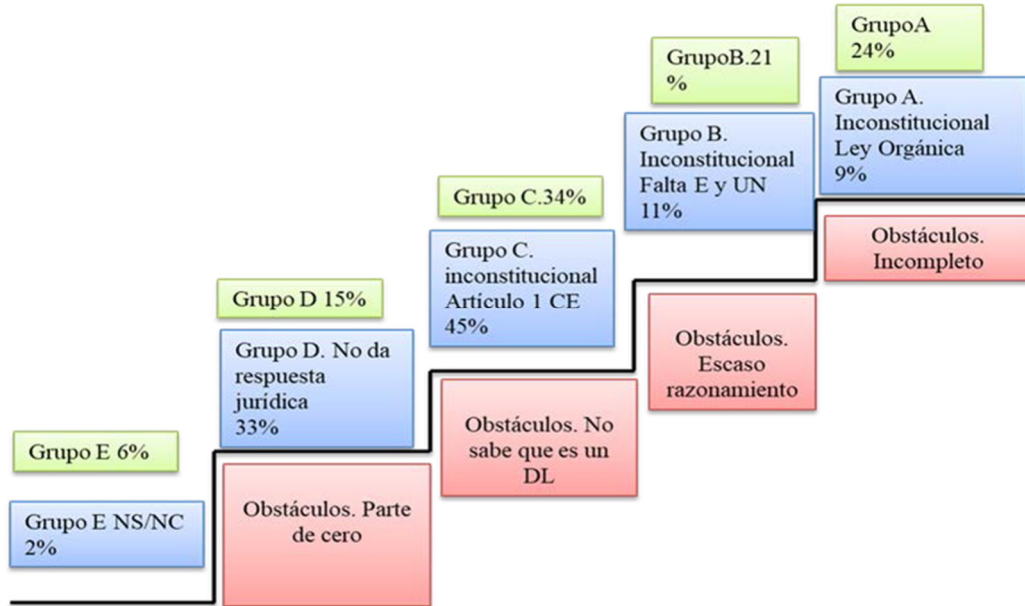 GrupoA
24%
GrupoB.21
%
Grupo A.
Inconstitucional
Ley Orgánica
9%
Grupo B.
Inconstitucional
Falta E y UN
11%
Grupo C.34%
Obstáculos.
Incompleto
Grupo C.
inconstitucional
Artículo 1 CE
45%
Grupo D 15%
Obstáculos.
Escaso
razonamiento
Grupo D. No da
respuesta
jurídica
33%
Obstáculos. No
sabe que es un
DL
Grupo E 6%
Obstáculos. Parte
de cero
Grupo E NS/NC
2%